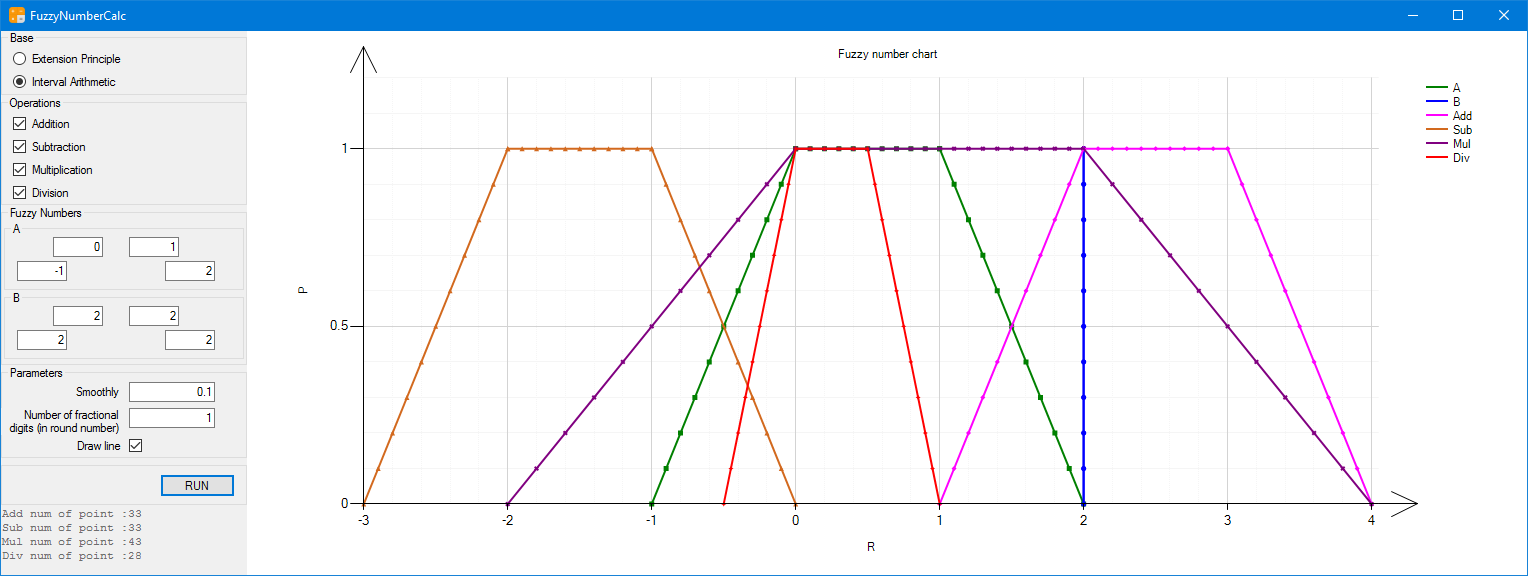 FuzzyNumberCalc
Base
Extension Principle
Interval Arithmetic
Operations
Addition
Subtraction
Multiplication
Division
Fuzzy Numbers
A
0 1
-1 2
B
2 2
2 2
Parameters
Smoothly 0.1
Number of fractional
digits (in round number) 1
Draw line
RUN
Add num of point :33
Sub num of point :33
Mul num of point :43
Div num of point :28
Fuzzy number chart
A
B
Add
Sub
Mul
Div
P
1
0.5
0
-3 -2 -1 0 1 2 3 4
R